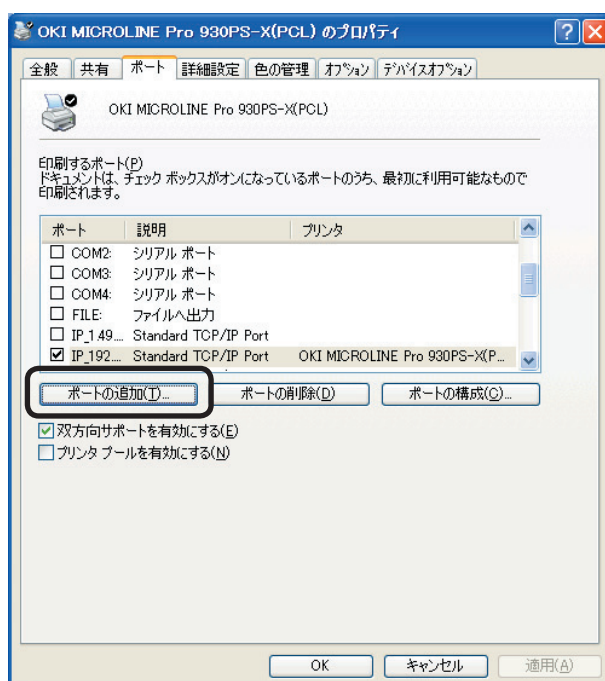 OKI MICROLINE Pro 930PS-X(PCL) のプロパティ
全般 共有 ポート 詳細設定 色の管理 オプション デバイスオプション
OKI MICROLINE Pro 930PS-X(PCL)
印刷するポート(P)
ドキュメントは、チェック ボックスがオンになっているポートのうち、最初に利用可能なもので
印刷されます。
ポート 説明 プリンタ
COM2: シリアル ポート
COM3: シリアル ポート
COM4: シリアル ポート
FILE: ファイルへ出力
IP_1.49... Standard TCP/IP Port
IP_192.... Standard TCP/IP Port OKI MICROLINE Pro 930PS-X(P...
ポートの追加(T)... ポートの削除(D) ポートの構成(C)...
双方向サポートを有効にする(E)
プリンタ プールを有効にする(N)
OK キャンセル 適用(A)